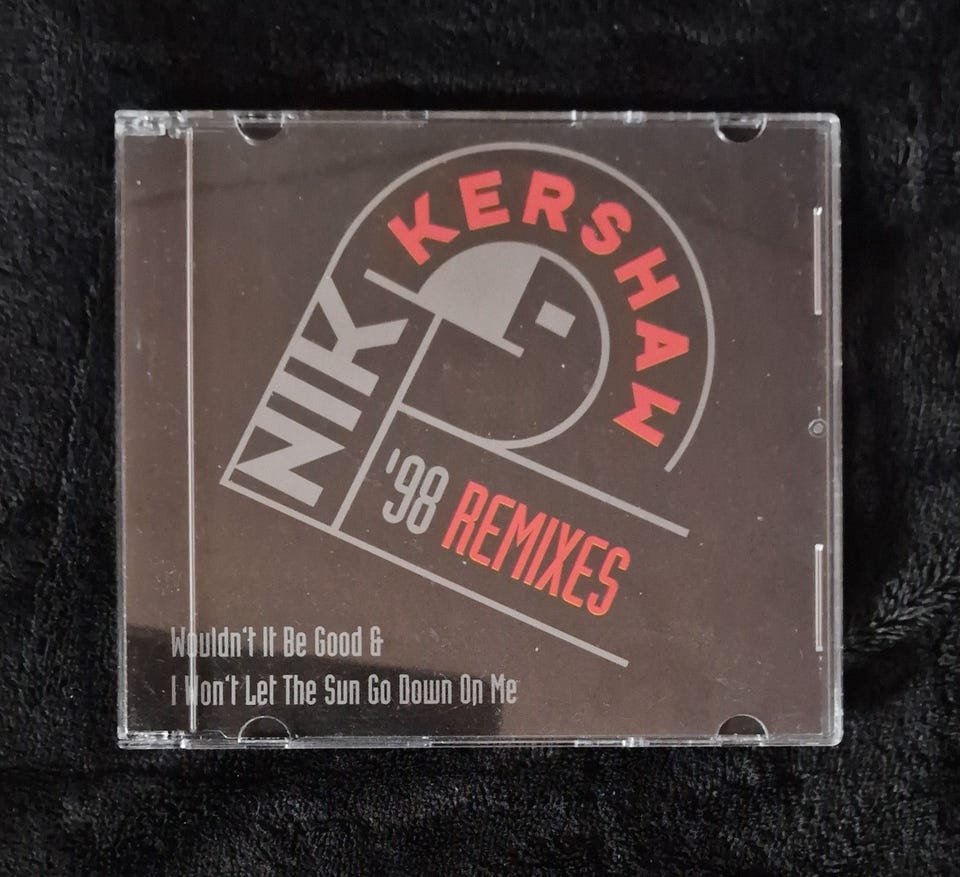 NIK
KERSHAW
'98 REMIXES
Wouldn't It Be Good &
I Won't Let The Sun Go Down On Me